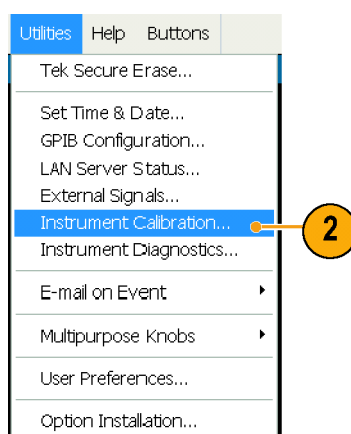 Utilities Help Buttons
Tek Secure Erase...
Set Time & Date...
GPIB Configuration...
LAN Server Status...
External Signals...
Instrument Calibration...
2
Instrument Diagnostics...
E-mail on Event
Multipurpose Knobs
User Preferences...
Option Installation...